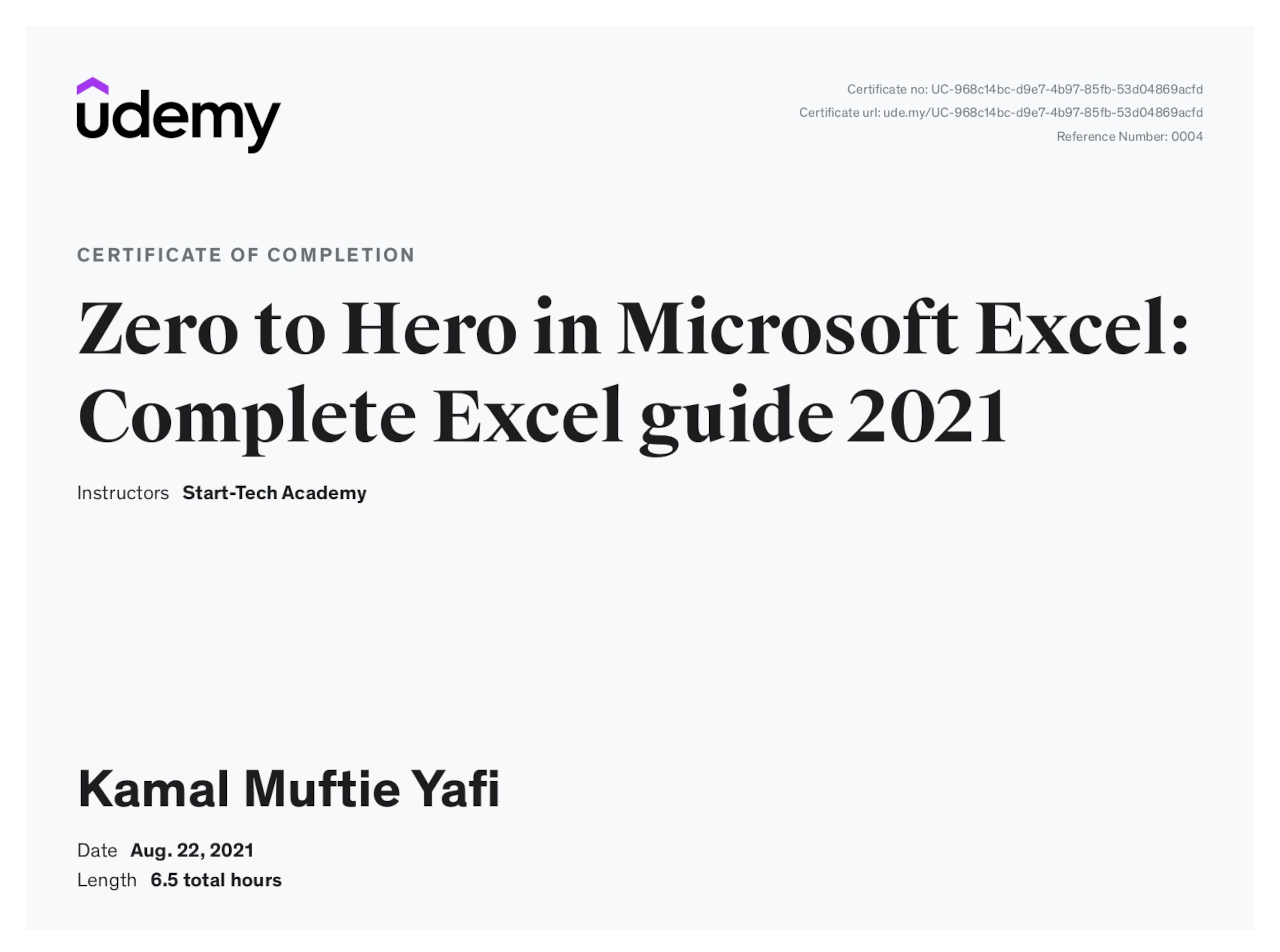 udemy
Certificate no: UC-968c14bc-d9e7-4b97-85fb-53d04869acfd
Certificate url: ude.my/UC-968c14bc-d9e7-4b97-85fb-53d04869acfd
Reference Number: 0004
CERTIFICATE OF COMPLETION
Zero to Hero in Microsoft Excel:
Complete Excel guide 2021
Instructors Start-Tech Academy
Kamal Muftie Yafi
Date Aug. 22, 2021
Length 6.5 total hours